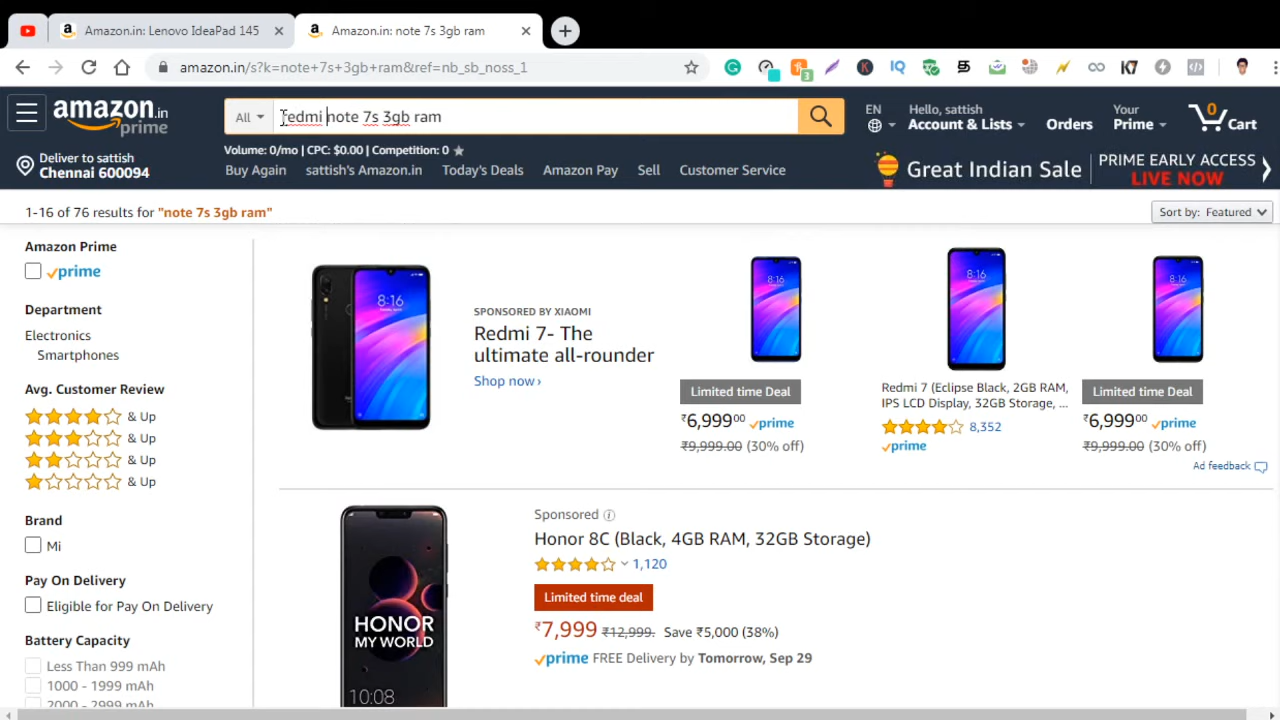 Amazon.in: Lenovo IdeaPad 145
Amazon.in: note 7s 3gb ram
amazon.in/s?k=note+7s+3gb+ram&ref=nb_sb_noss_1
3
K7
amazon.in
prime
All
redmi note 7s 3gb ram
EN
Hello, sattish
Account & Lists
Orders
Your
Prime
0
Cart
Deliver to sattish
Chennai 600094
Volume: 0/mo | CPC: $0.00 | Competition: 0
Buy Again
sattish's Amazon.in
Today's Deals
Amazon Pay
Sell
Customer Service
Great Indian Sale
PRIME EARLY ACCESS
LIVE NOW
1-16 of 76 results for "note 7s 3gb ram"
Sort by: Featured
Amazon Prime
prime
Department
Electronics
Smartphones
Avg. Customer Review
& Up
& Up
& Up
& Up
Brand
Mi
Pay On Delivery
Eligible for Pay On Delivery
Battery Capacity
Less Than 999 mAh
1000 - 1999 mAh
2000 - 2999 mAh
8:16
SPONSORED BY XIAOMI
Redmi 7- The
ultimate all-rounder
Shop now›
8:16
Limited time Deal
₹6,99900 prime
₹9,999.00 (30% off)
8:16
Redmi 7 (Eclipse Black, 2GB RAM,
IPS LCD Display, 32GB Storage, ...
8,352
prime
8:16
Limited time Deal
₹6,99900 prime
₹9,999.00 (30% off)
Ad feedback
HONOR
MY WORLD
10:08
Sponsored
Honor 8C (Black, 4GB RAM, 32GB Storage)
1,120
Limited time deal
₹7,999 ₹12,999. Save ₹5,000 (38%)
prime FREE Delivery by Tomorrow, Sep 29